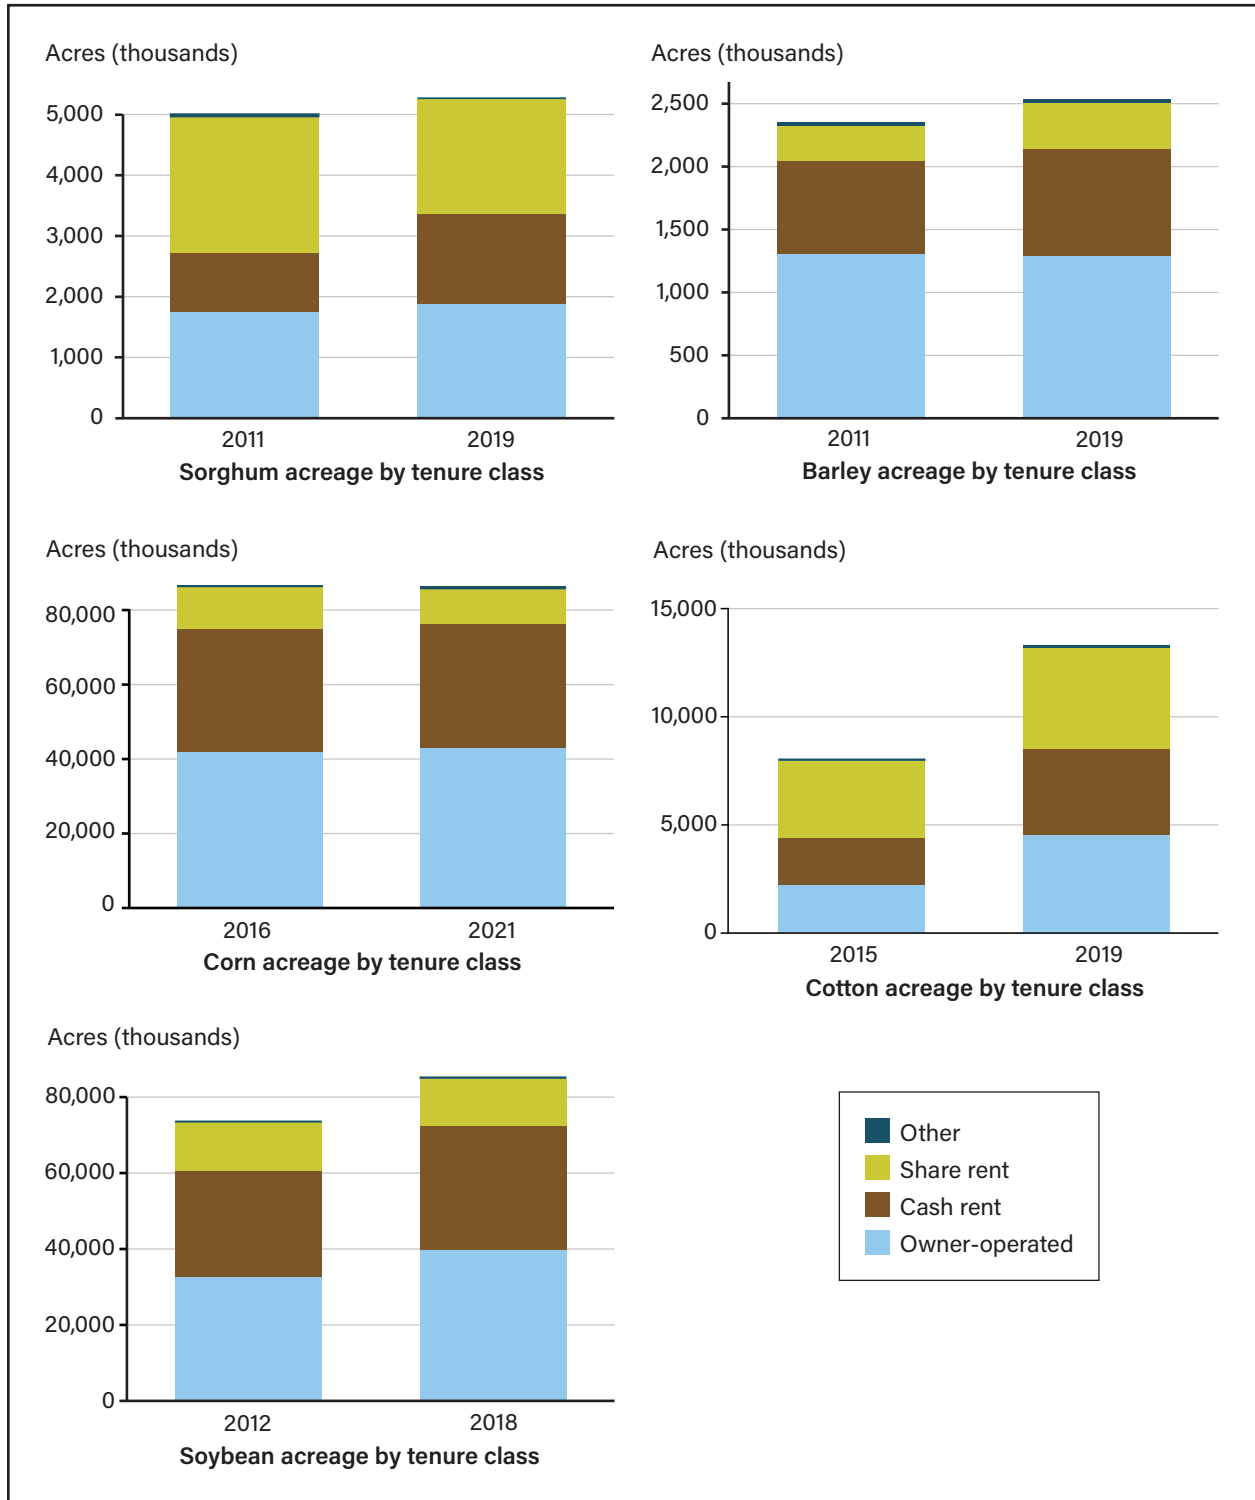 Acres (thousands)
5,000
4,000
3,000
2,000
1,000
0
2011
2019
Sorghum acreage by tenure class
Acres (thousands)
2,500
2,000
1,500
1,000
500
0
2011
2019
Barley acreage by tenure class
Acres (thousands)
80,000
60,000
40,000
20,000
0
2016
2021
Corn acreage by tenure class
Acres (thousands)
15,000
10,000
5,000
0
2015
2019
Cotton acreage by tenure class
Acres (thousands)
80,000
60,000
40,000
20,000
0
2012
2018
Soybean acreage by tenure class
Other
Share rent
Cash rent
Owner-operated